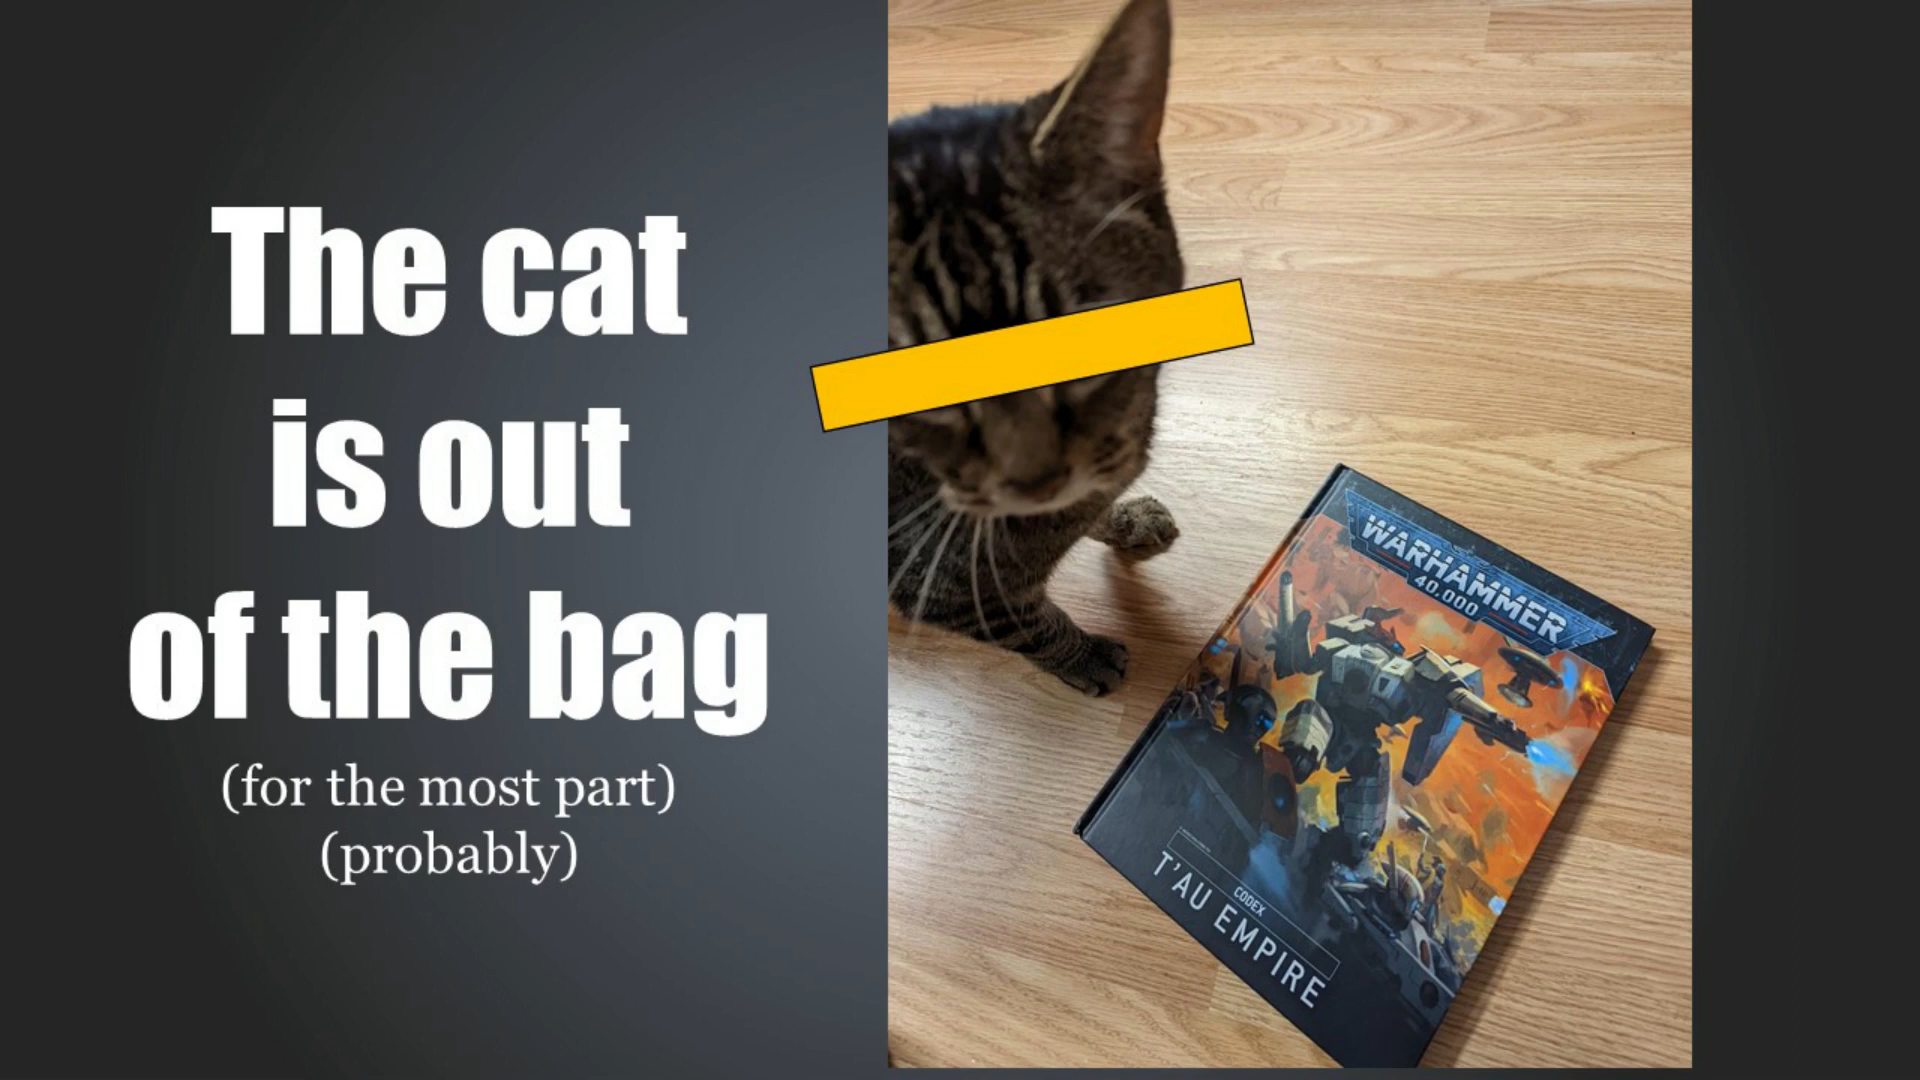 The cat
is out
of the bag
(for the most part)
(probably)
WARHAMMER
40,000
CODEX
T'AU EMPIRE